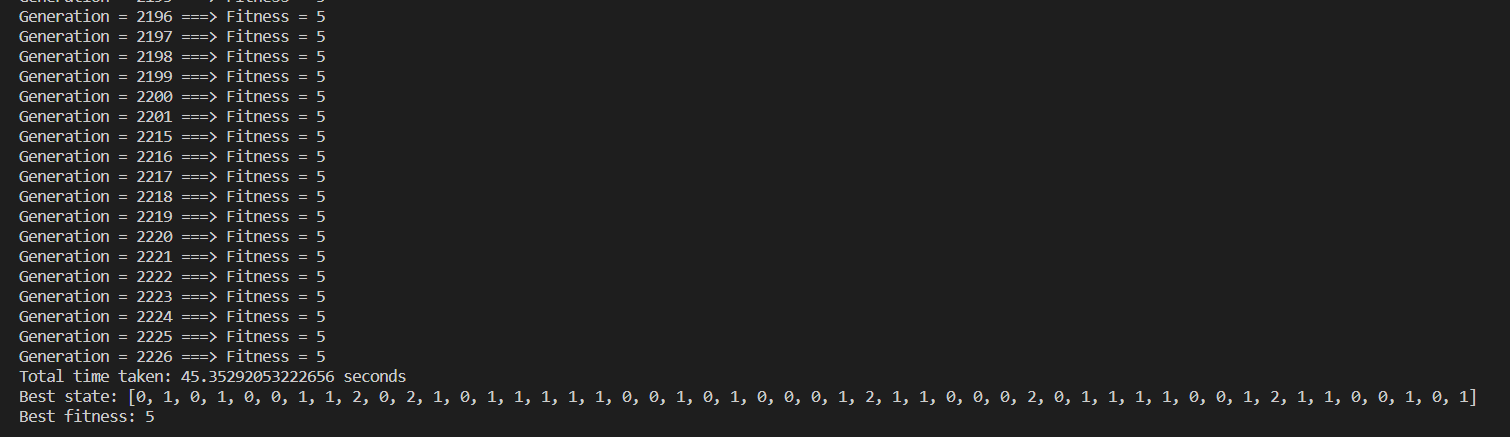 Generation = 2196 ===> Fitness = 5
Generation = 2197 ===> Fitness = 5
Generation = 2198 ===> Fitness = 5
Generation = 2199 ===> Fitness = 5
Generation = 2200 ===> Fitness = 5
Generation = 2201 ===> Fitness = 5
Generation = 2215 ===> Fitness = 5
Generation = 2216 ===> Fitness = 5
Generation = 2217 ===> Fitness = 5
Generation = 2218 ===> Fitness = 5
Generation = 2219 ===> Fitness = 5
Generation = 2220 ===> Fitness = 5
Generation = 2221 ===> Fitness = 5
Generation = 2222 ===> Fitness = 5
Generation = 2223 ===> Fitness = 5
Generation = 2224 ===> Fitness = 5
Generation = 2225 ===> Fitness = 5
Generation = 2226 ===> Fitness = 5
Total time taken: 45.35292053222656 seconds
Best state: [0, 1, 0, 1, 0, 0, 1, 1, 2, 0, 2, 1, 0, 1, 1, 1, 1, 1, 0, 0, 1, 0, 1, 0, 0, 0, 1, 2, 1, 1, 0, 0, 0, 2, 0, 1, 1, 1, 1, 0, 0, 1, 2, 1, 1, 0, 0, 1, 0, 1]
Best fitness: 5